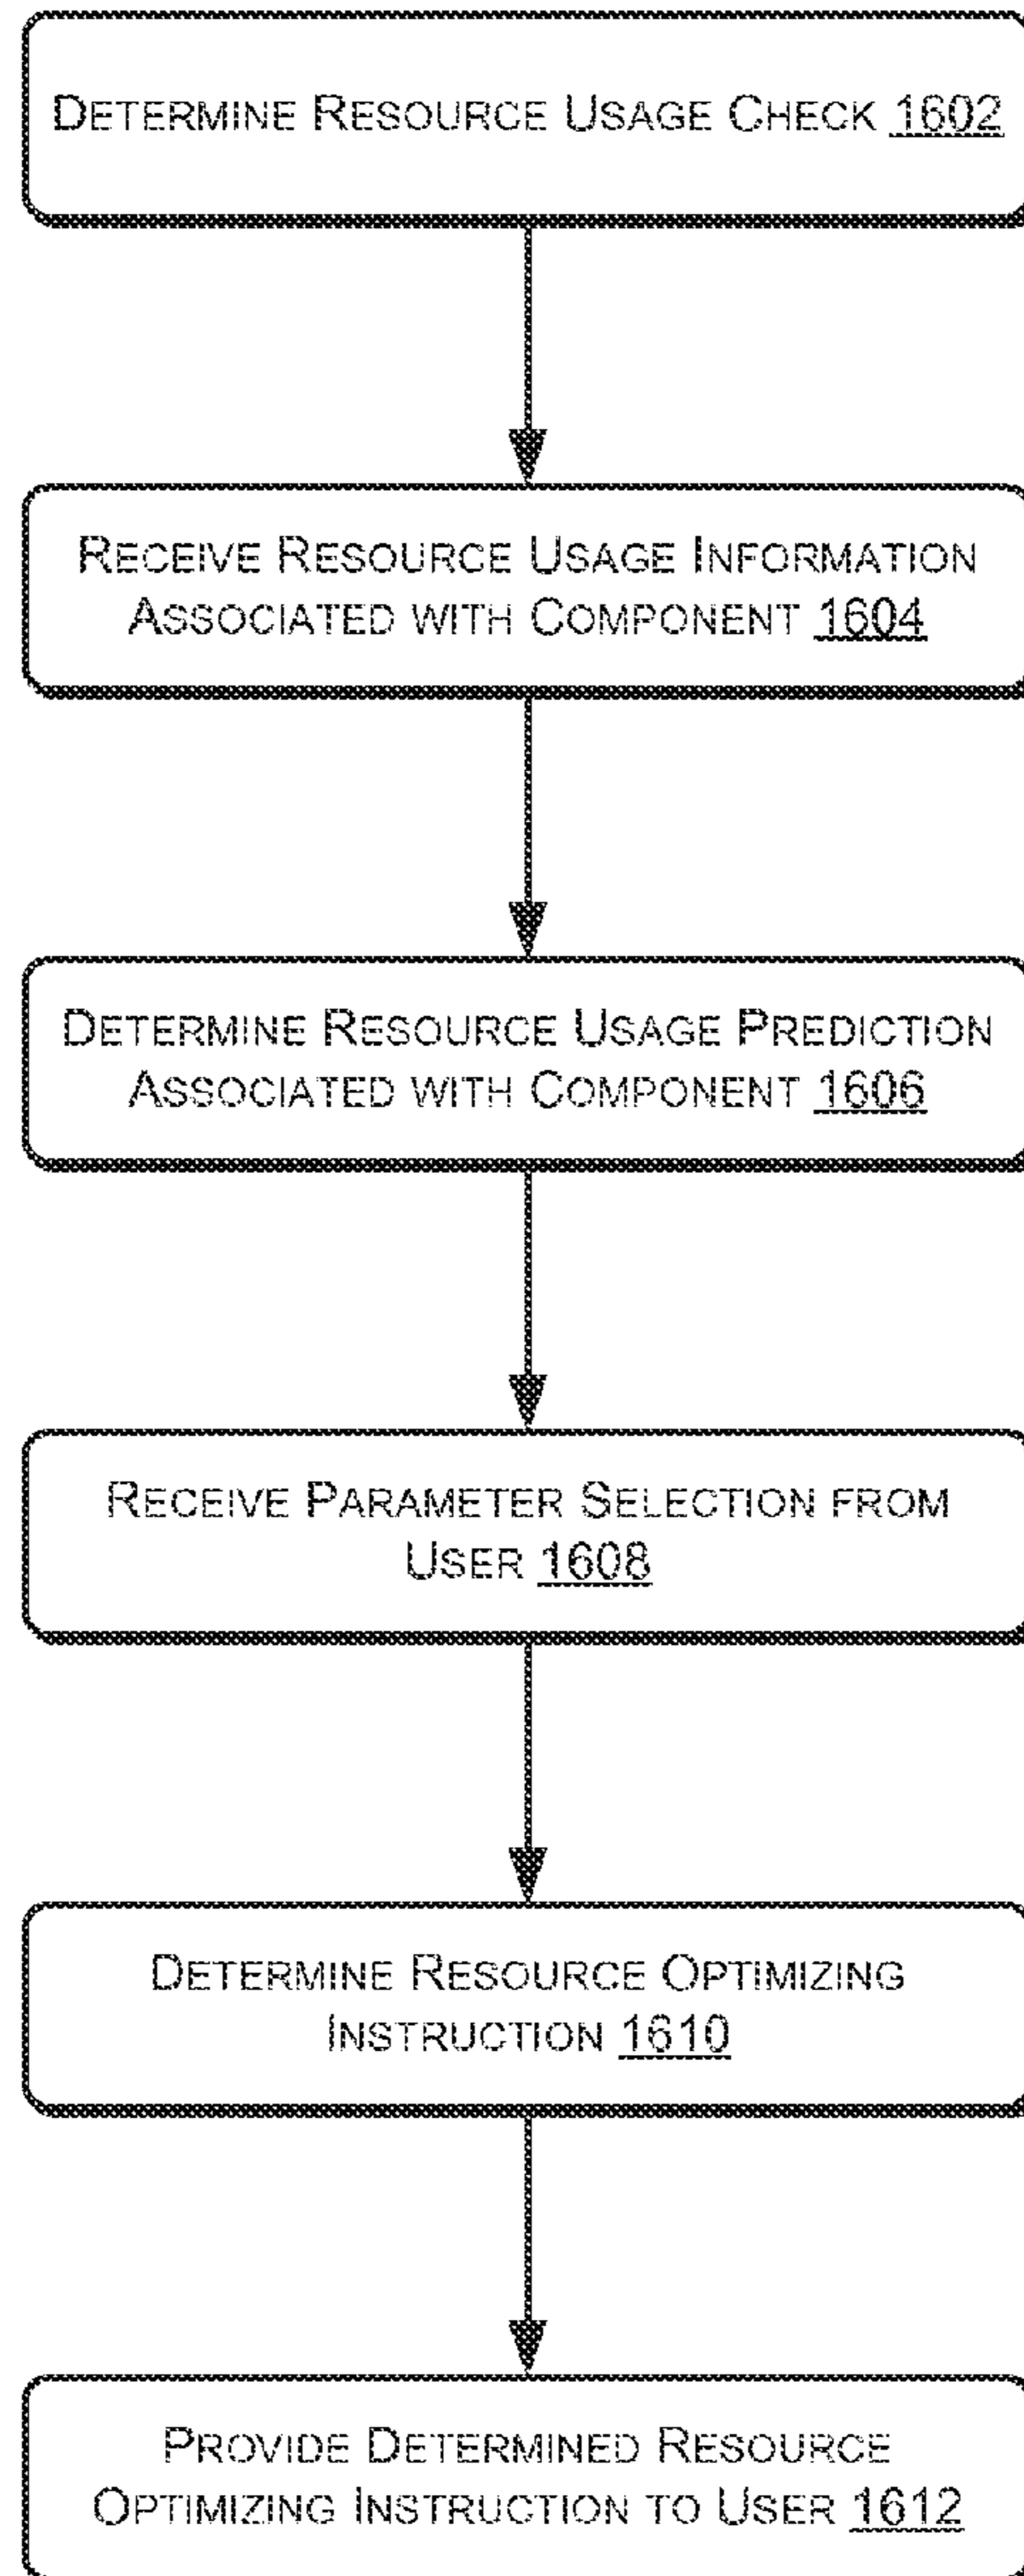 DETERMINE RESOURCE USAGE CHECK 1602
RECEIVE RESOURCE USAGE INFORMATION
ASSOCIATED WITH COMPONENT 1604
DETERMINE RESOURCE USAGE PREDICTION
ASSOCIATED WITH COMPONENT 1606
RECEIVE PARAMETER SELECTION FROM
USER 1608
DETERMINE RESOURCE OPTIMIZING
INSTRUCTION 1610
PROVIDE DETERMINED RESOURCE
OPTIMIZING INSTRUCTION TO USER 1612